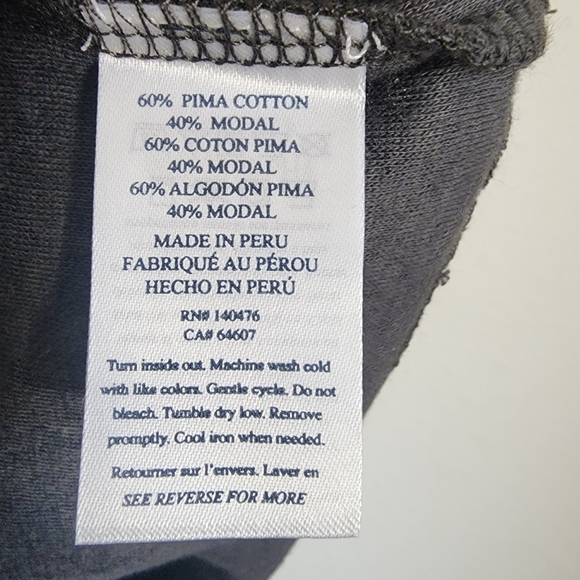 60% PIMA COTTON
40% MODAL
60% COTON PIMA
40% MODAL
60% ALGODÓN PIMA
40% MODAL
MADE IN PERU
FABRIQUÉ AU PÉROU
HECHO EN PERÚ
RN# 140476
CA# 64607
Turn inside out. Machine wash cold
with like colors. Gentle cycle. Do not
bleach. Tumble dry low. Remove
promptly. Cool iron when needed.
Retourner sur l'envers. Laver en
SEE REVERSE FOR MORE